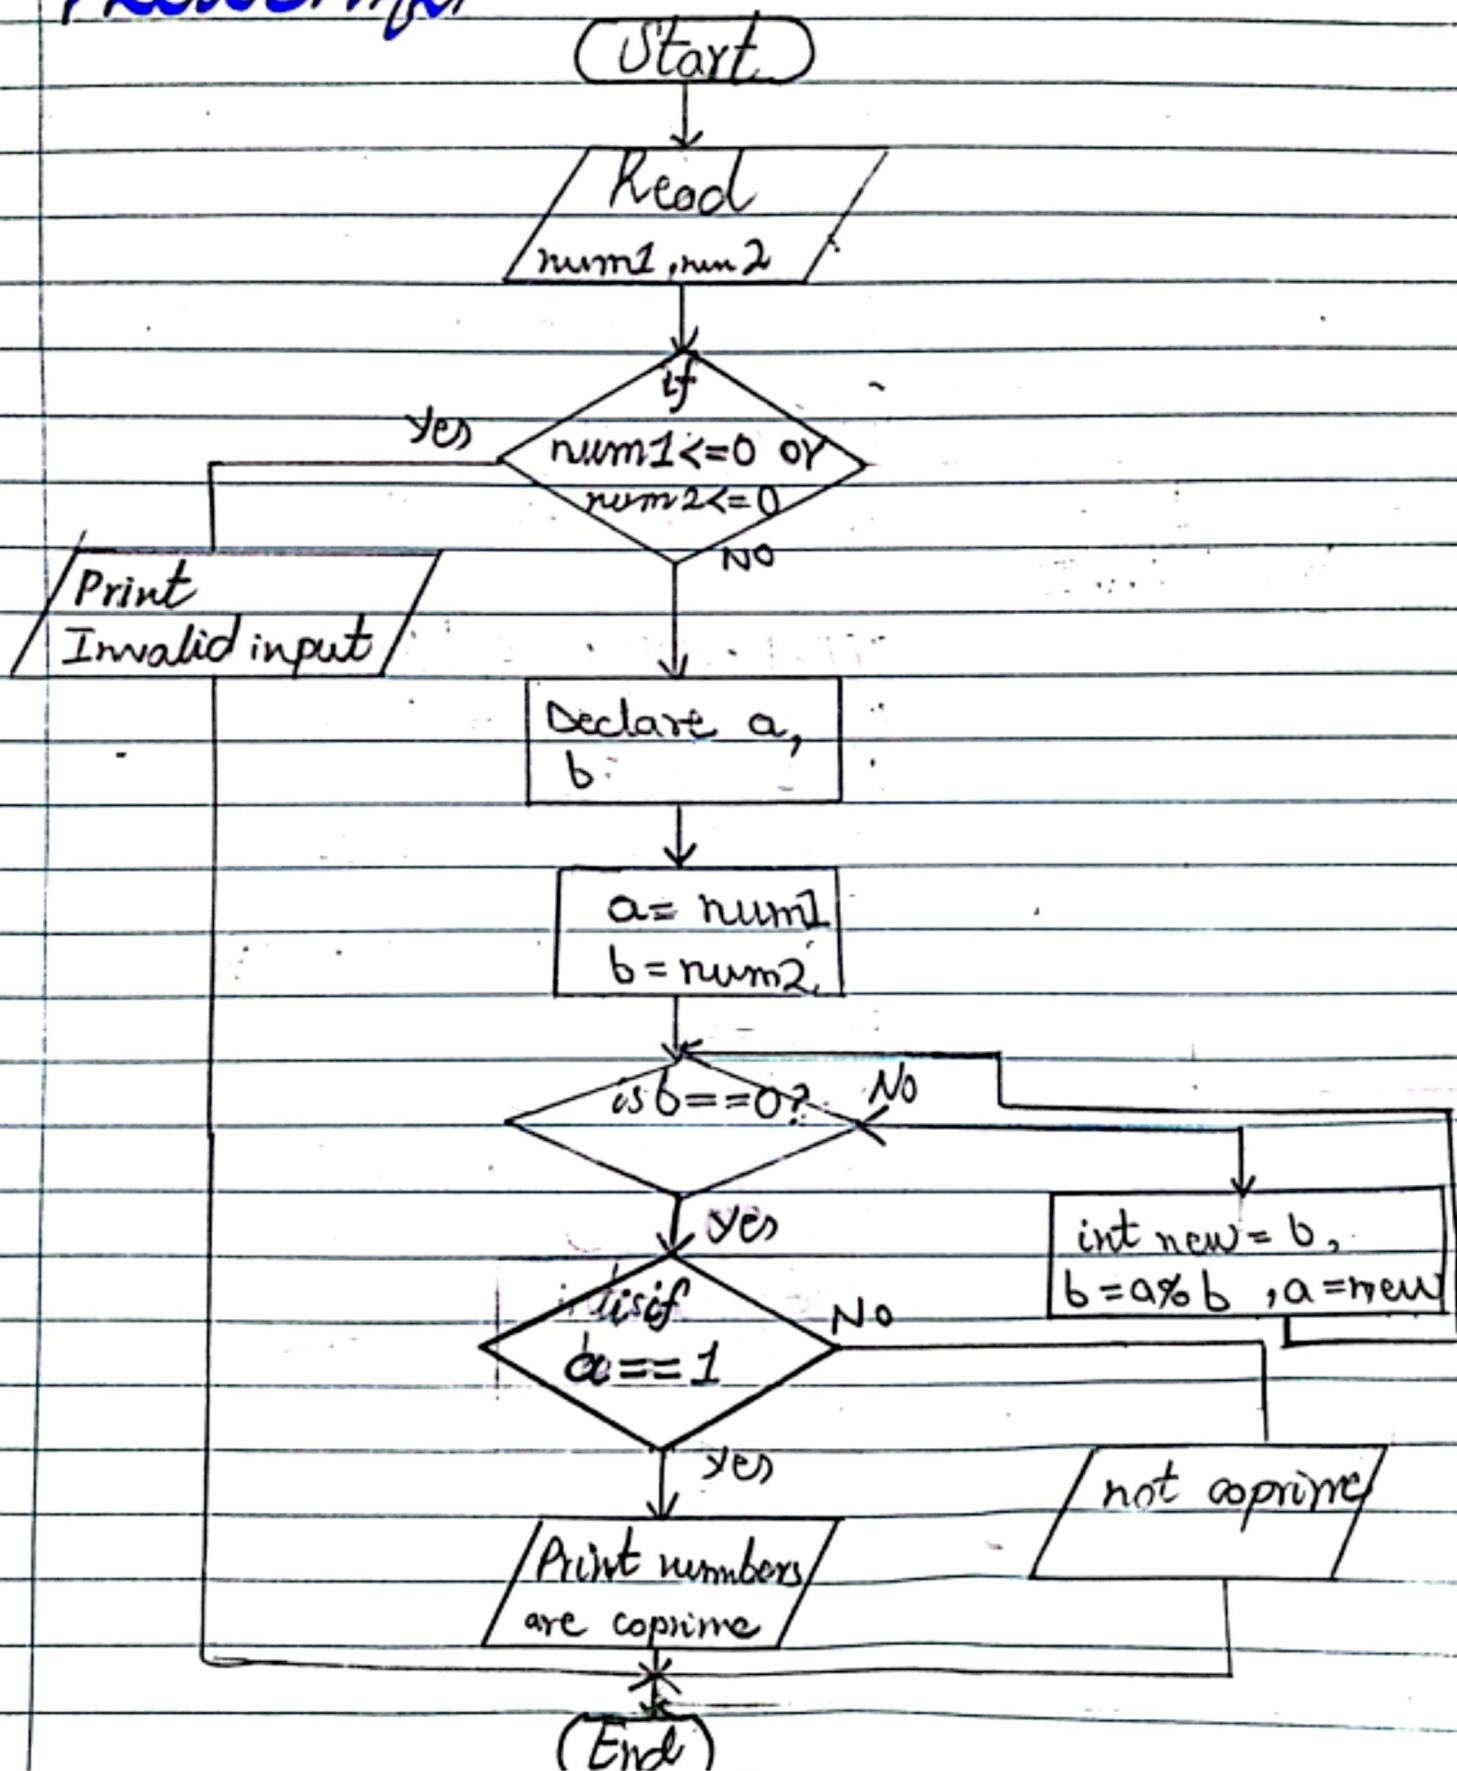 Start
Read
num1, num2
if
num1<=0 or
num2<=0
Yes
NO
Print
Invalid input
Declare a,
b
a= num1
b=num2
is b==0?
No
Yes
int new= b,
b=a%b ,a=new
if
a==1
No
Yes
not coprime
Print numbers
are coprime
End